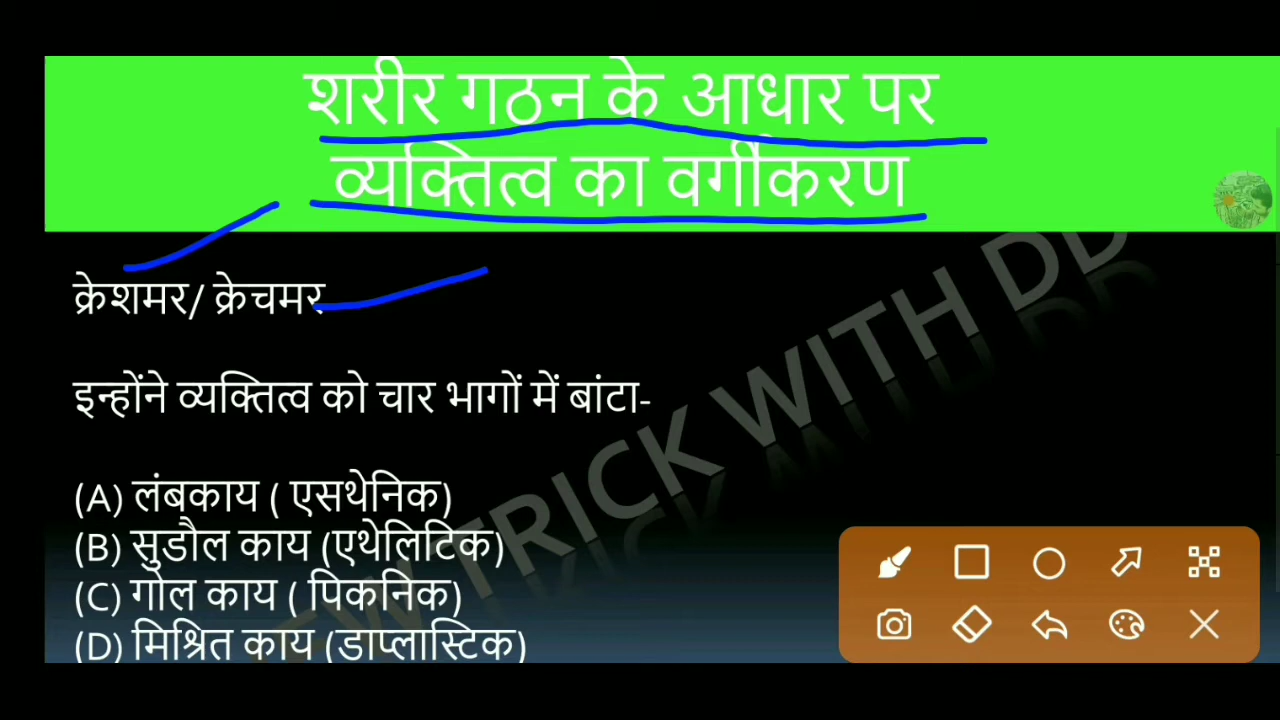 शरीर गठन के आधार पर
व्यक्तित्व का वर्गीकरण
क्रेशमर/ क्रेचमर
इन्होंने व्यक्तित्व को चार भागों में बांटा-
(A) लंबकाय ( एसथेनिक)
(B) सुडौल काय (एथेलिटिक)
(C) गोल काय ( पिकनिक)
(D) मिश्रित काय (डाप्लास्टिक)
TRICK WITH DD